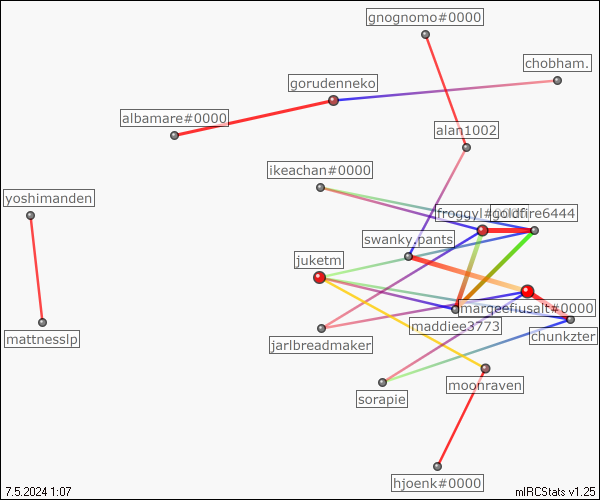 gnognomo#0000
chobham.
gorudenneko
albamare#0000
alan1002
ikeachan#0000
yoshimanden
goldfire6444
swanky.pants
juketm
margeefiusalt#0000
maddiee3773
mattnesslp
chunkzter
jarlbreadmaker
moonraven
sorapie
hjoenk#0000
7.5.2024 1:07
mIRCStats v1.25